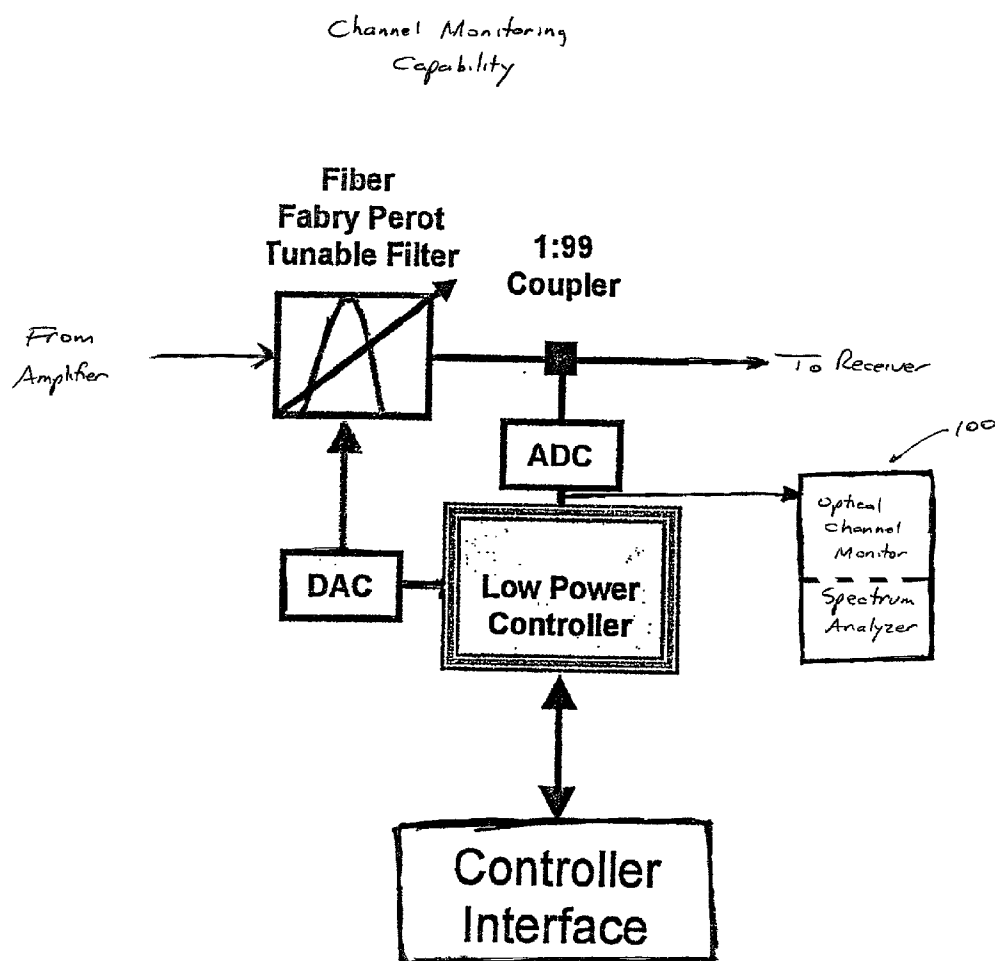 Channel Monitoring
Capability
Fiber
Fabry Perot
Tunable Filter
1:99
Coupler
From
Amplifier
To Receiver
100
ADC
Optical
Channel
Monitor
DAC
Low Power
Controller
Spectrum
Analyzer
Controller
Interface